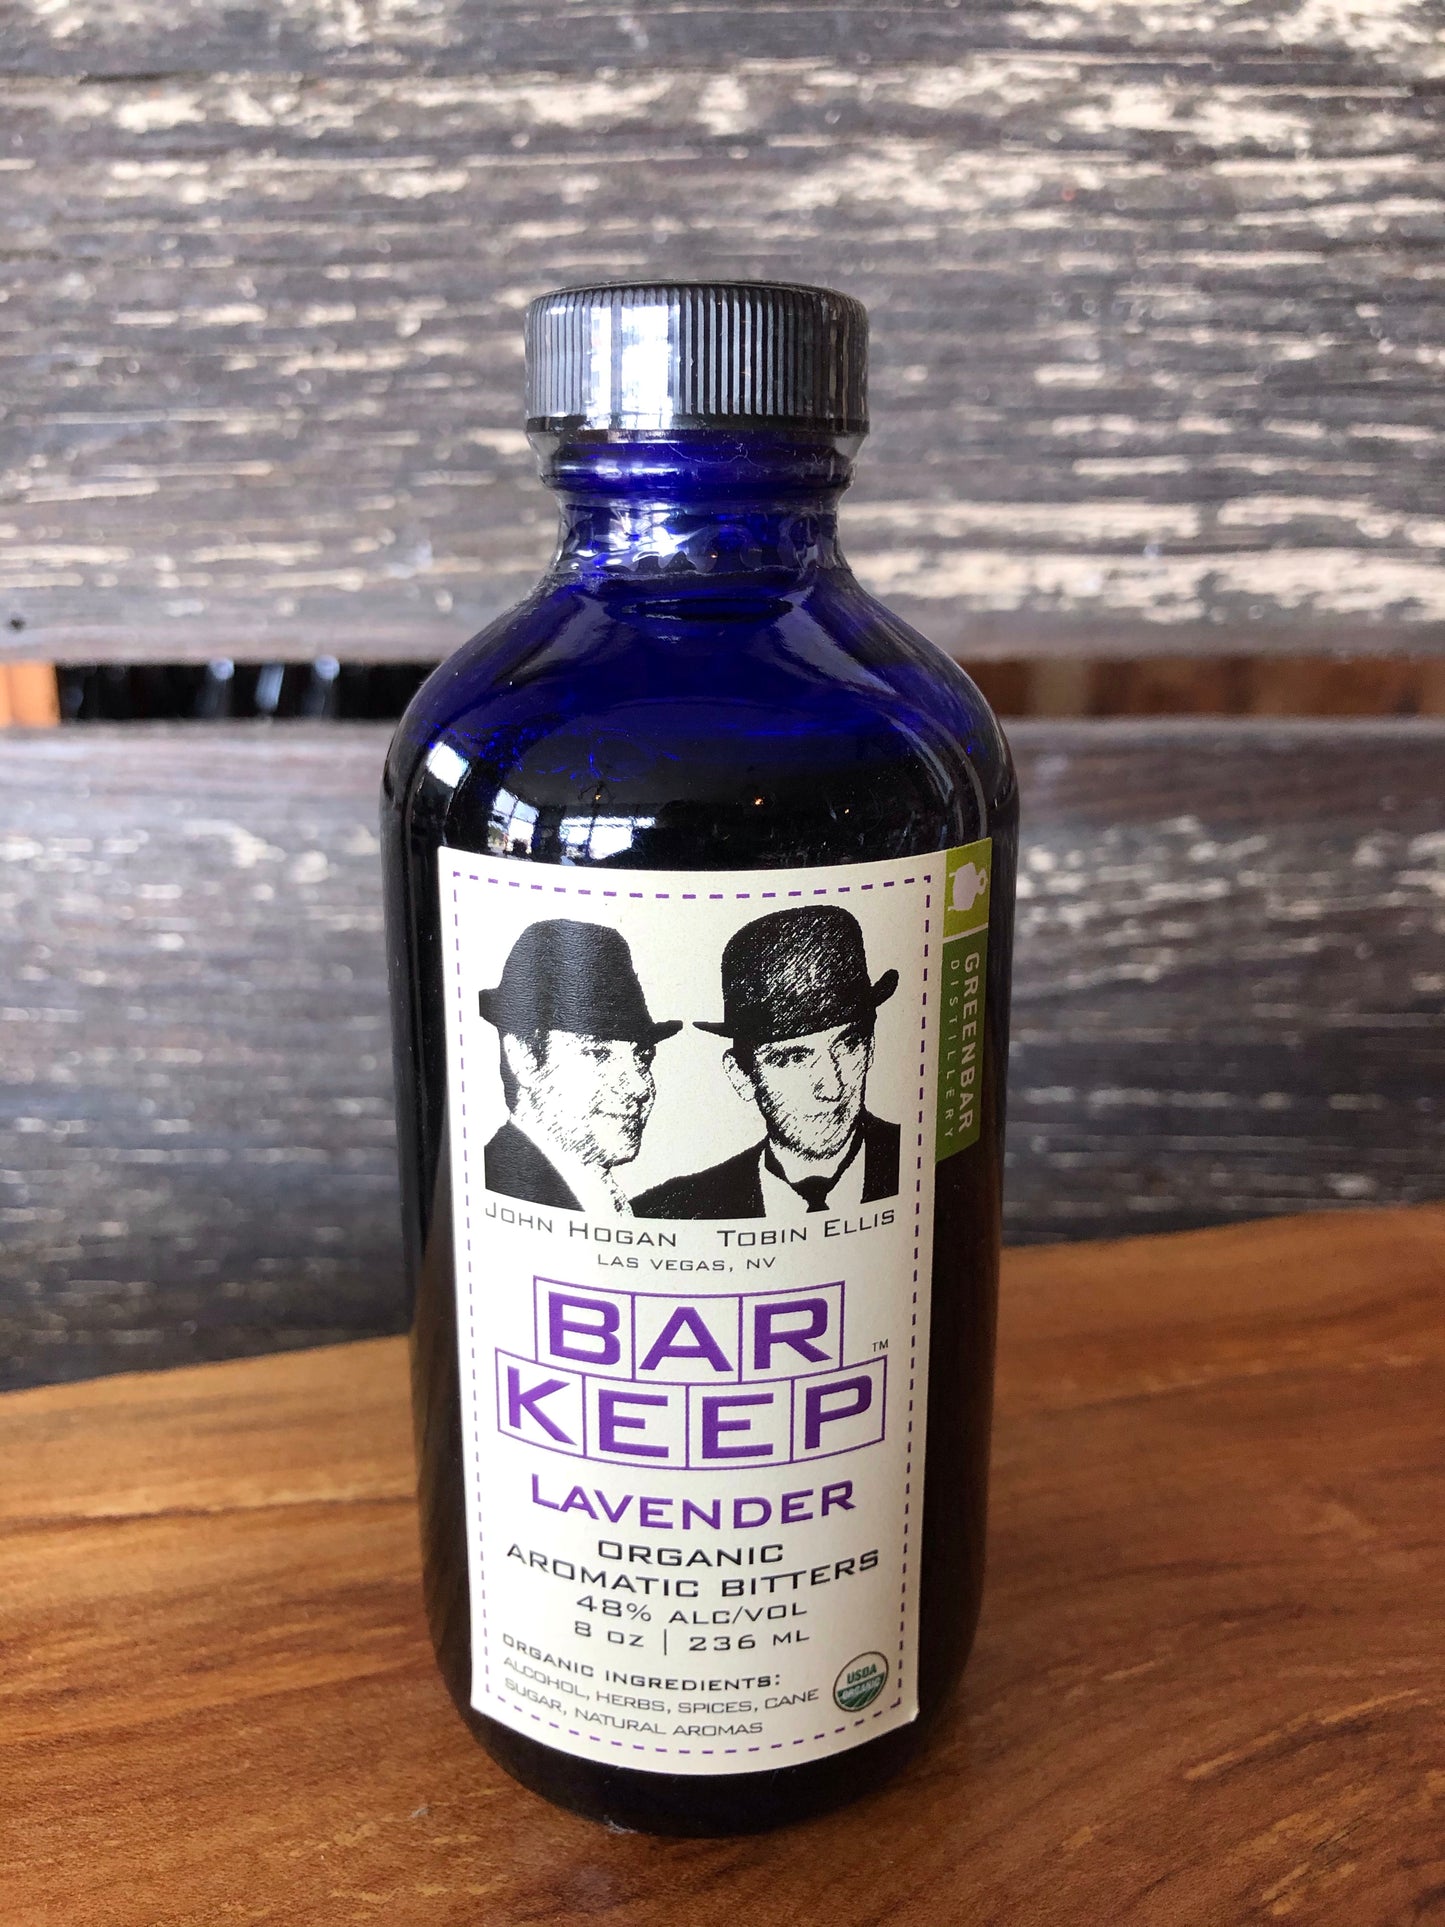 GREENBAR
DISTILLERY
JOHN HOGAN TOBIN ELLIS
LAS VEGAS, NV
BAR
KEEP™
LAVENDER
ORGANIC
AROMATIC BITTERS
48% ALC/VOL
8 OZ | 236 ML
ORGANIC INGREDIENTS:
ALCOHOL, HERBS, SPICES, CANE
SUGAR, NATURAL AROMAS
USDA
ORGANIC